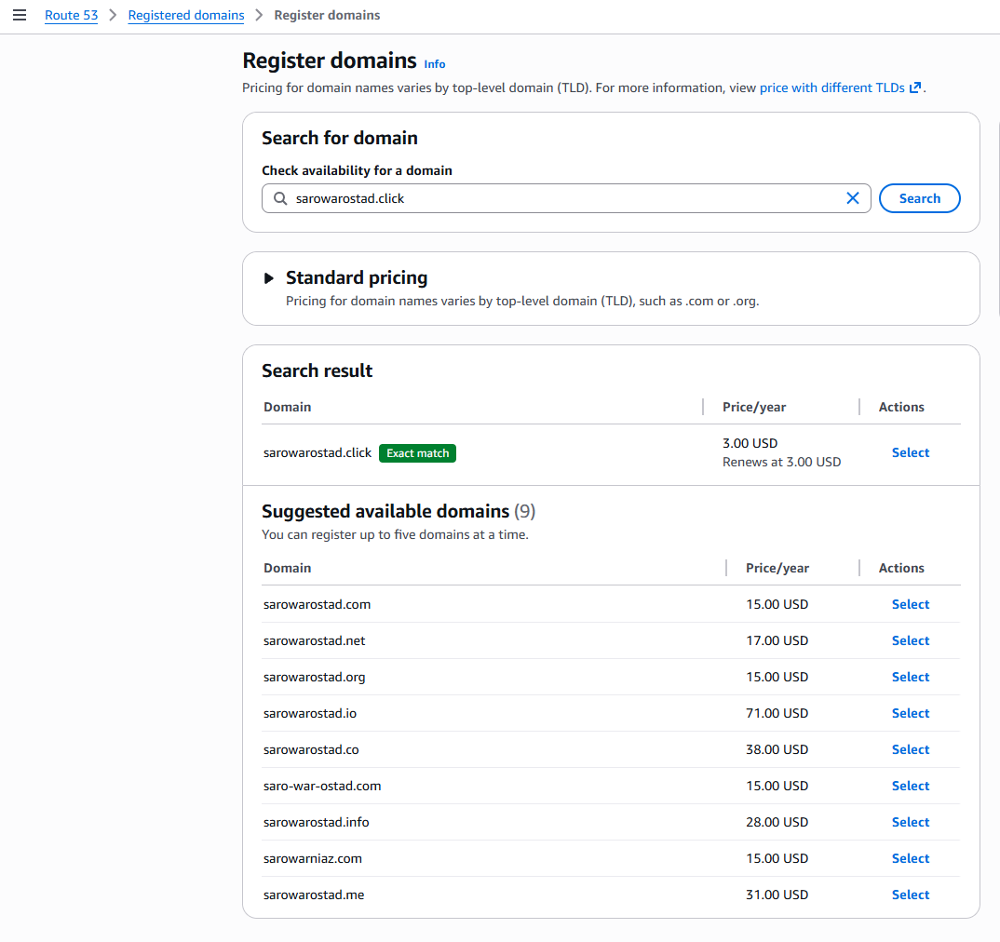 Route 53 > Registered domains > Register domains
Register domains Info
Pricing for domain names varies by top-level domain (TLD). For more information, view price with different TLDs .
Search for domain
Check availability for a domain
sarowarostad.click
Search
Standard pricing
Pricing for domain names varies by top-level domain (TLD), such as .com or .org.
Search result
Domain Price/year Actions
sarowarostad.click Exact match 3.00 USD Select
Renews at 3.00 USD
Suggested available domains (9)
You can register up to five domains at a time.
Domain Price/year Actions
sarowarostad.com 15.00 USD Select
sarowarostad.net 17.00 USD Select
sarowarostad.org 15.00 USD Select
sarowarostad.io 71.00 USD Select
sarowarostad.co 38.00 USD Select
saro-war-ostad.com 15.00 USD Select
sarowarostad.info 28.00 USD Select
sarowarniaz.com 15.00 USD Select
sarowarostad.me 31.00 USD Select